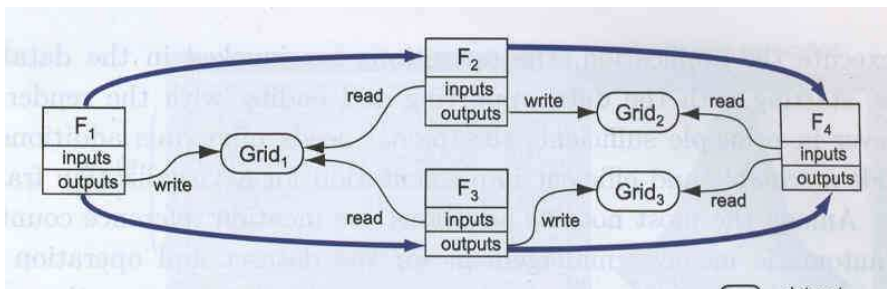 F1
inputs
outputs
write
Grid1
read
read
F2
inputs
outputs
write
Grid2
read
F3
inputs
outputs
write
Grid3
read
F4
inputs
outputs